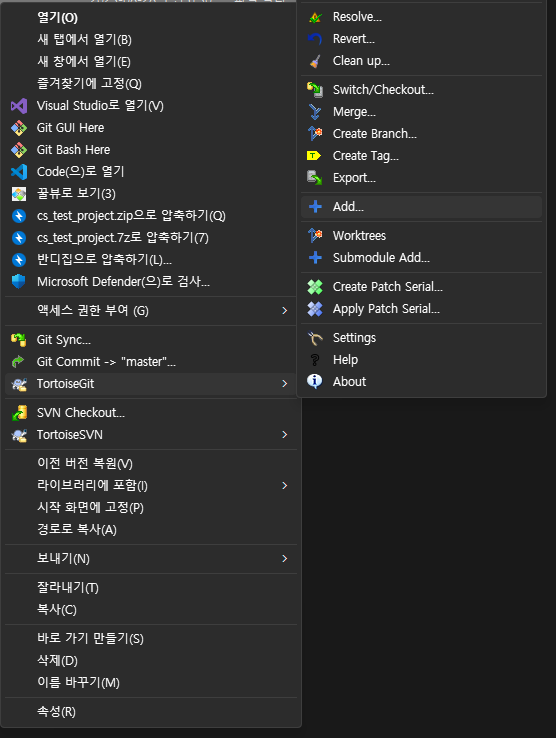 열기(O)
새 탭에서 열기(B)
새 창에서 열기(E)
즐겨찾기에 고정(Q)
Visual Studio로 열기(V)
Git GUI Here
Git Bash Here
Code(으)로 열기
꿀뷰로 보기(3)
cs_test_project.zip으로 압축하기(Q)
cs_test_project.7z로 압축하기(7)
반디집으로 압축하기(L)...
Microsoft Defender(으)로 검사...
액세스 권한 부여 (G)
Git Sync...
Git Commit -> "master"...
TortoiseGit
SVN Checkout...
TortoiseSVN
이전 버전 복원(V)
라이브러리에 포함(I)
시작 화면에 고정(P)
경로로 복사(A)
보내기(N)
잘라내기(T)
복사(C)
바로 가기 만들기(S)
삭제(D)
이름 바꾸기(M)
속성(R)
Resolve...
Revert...
Clean up...
Switch/Checkout...
Merge...
Create Branch...
Create Tag...
Export...
Add...
Worktrees
Submodule Add...
Create Patch Serial...
Apply Patch Serial...
Settings
Help
About